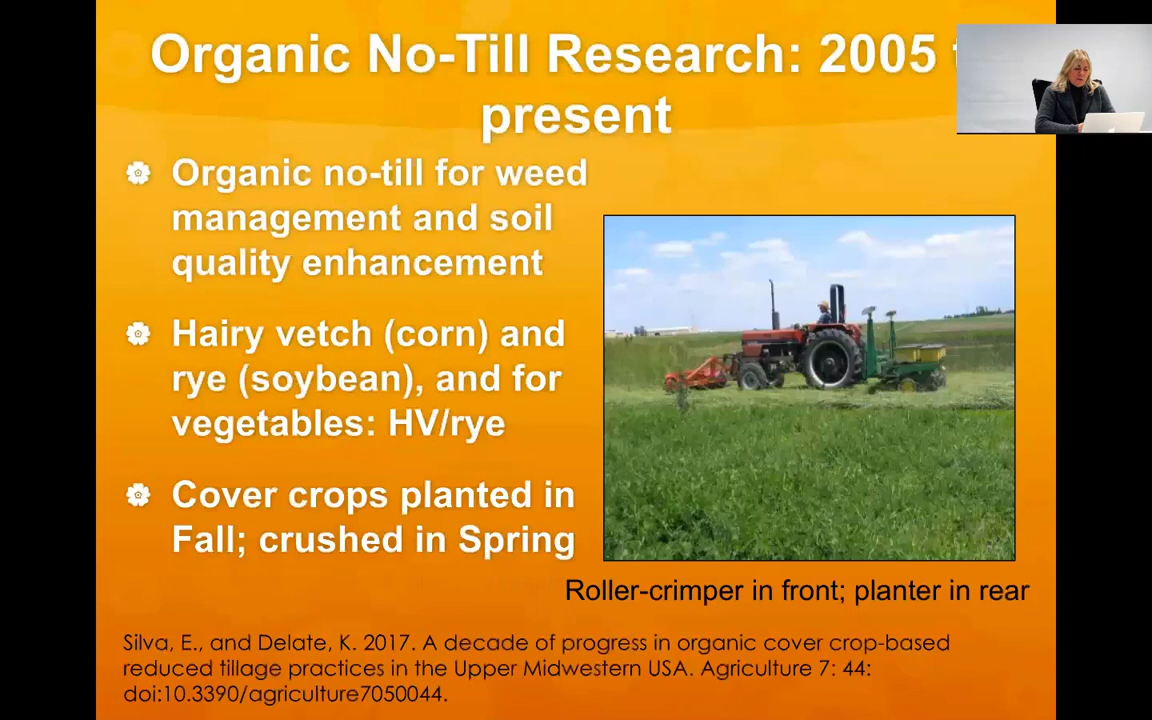 Organic No-Till Research: 2005
present
Organic no-till for weed
management and soil
quality enhancement
Hairy vetch (corn) and
rye (soybean), and for
vegetables: HV/rye
Cover crops planted in
Fall; crushed in Spring
Roller-crimper in front; planter in rear
Silva, E., and Delate, K. 2017. A decade of progress in organic cover crop-based
reduced tillage practices in the Upper Midwestern USA. Agriculture 7: 44:
doi:10.3390/agriculture7050044.